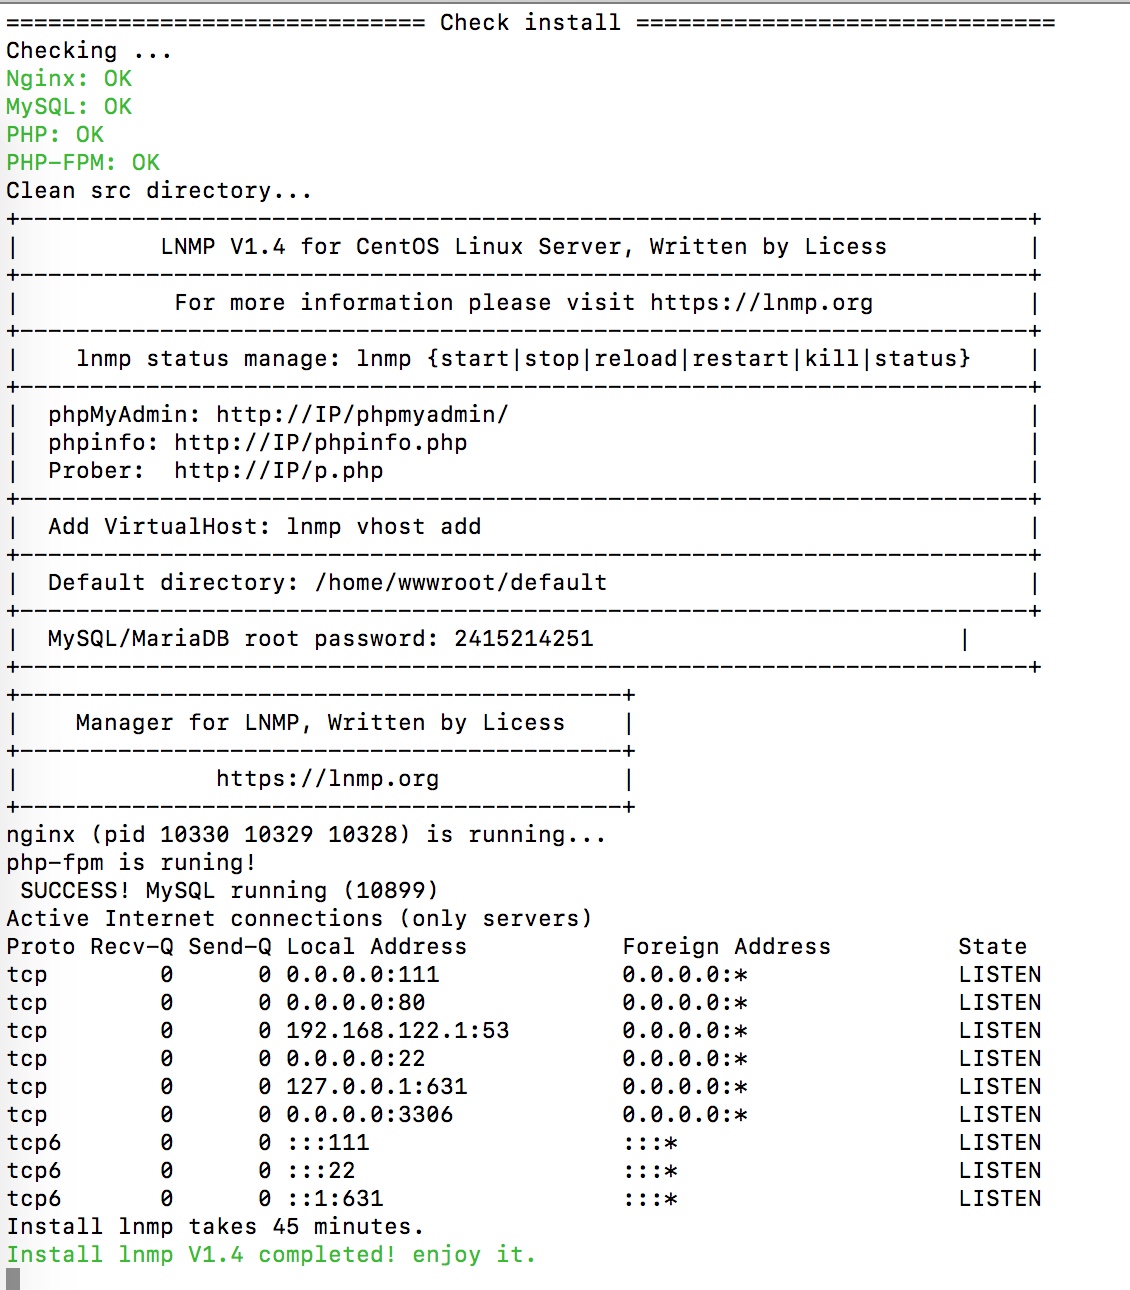 ============================== Check install ==============================
Checking ...
Nginx: OK
MySQL: OK
PHP: OK
PHP-FPM: OK
Clean src directory...
+------------------------------------------------------------------------+
|          LNMP V1.4 for CentOS Linux Server, Written by Licess          |
+------------------------------------------------------------------------+
|           For more information please visit https://lnmp.org           |
+------------------------------------------------------------------------+
|    lnmp status manage: lnmp {start|stop|reload|restart|kill|status}    |
+------------------------------------------------------------------------+
|  phpMyAdmin: http://IP/phpmyadmin/                                     |
|  phpinfo: http://IP/phpinfo.php                                        |
|  Prober:  http://IP/p.php                                              |
+------------------------------------------------------------------------+
|  Add VirtualHost: lnmp vhost add                                       |
+------------------------------------------------------------------------+
|  Default directory: /home/wwwroot/default                              |
+------------------------------------------------------------------------+
|  MySQL/MariaDB root password: 2415214251                          |
+------------------------------------------------------------------------+
+-------------------------------------------+
|    Manager for LNMP, Written by Licess    |
+-------------------------------------------+
|              https://lnmp.org             |
+-------------------------------------------+
nginx (pid 10330 10329 10328) is running...
php-fpm is runing!
 SUCCESS! MySQL running (10899)
Active Internet connections (only servers)
Proto Recv-Q Send-Q Local Address           Foreign Address         State
tcp        0      0 0.0.0.0:111             0.0.0.0:*               LISTEN
tcp        0      0 0.0.0.0:80              0.0.0.0:*               LISTEN
tcp        0      0 192.168.122.1:53        0.0.0.0:*               LISTEN
tcp        0      0 0.0.0.0:22              0.0.0.0:*               LISTEN
tcp        0      0 127.0.0.1:631           0.0.0.0:*               LISTEN
tcp        0      0 0.0.0.0:3306            0.0.0.0:*               LISTEN
tcp6       0      0 :::111                  :::*                    LISTEN
tcp6       0      0 :::22                   :::*                    LISTEN
tcp6       0      0 ::1:631                 :::*                    LISTEN
Install lnmp takes 45 minutes.
Install lnmp V1.4 completed! enjoy it.